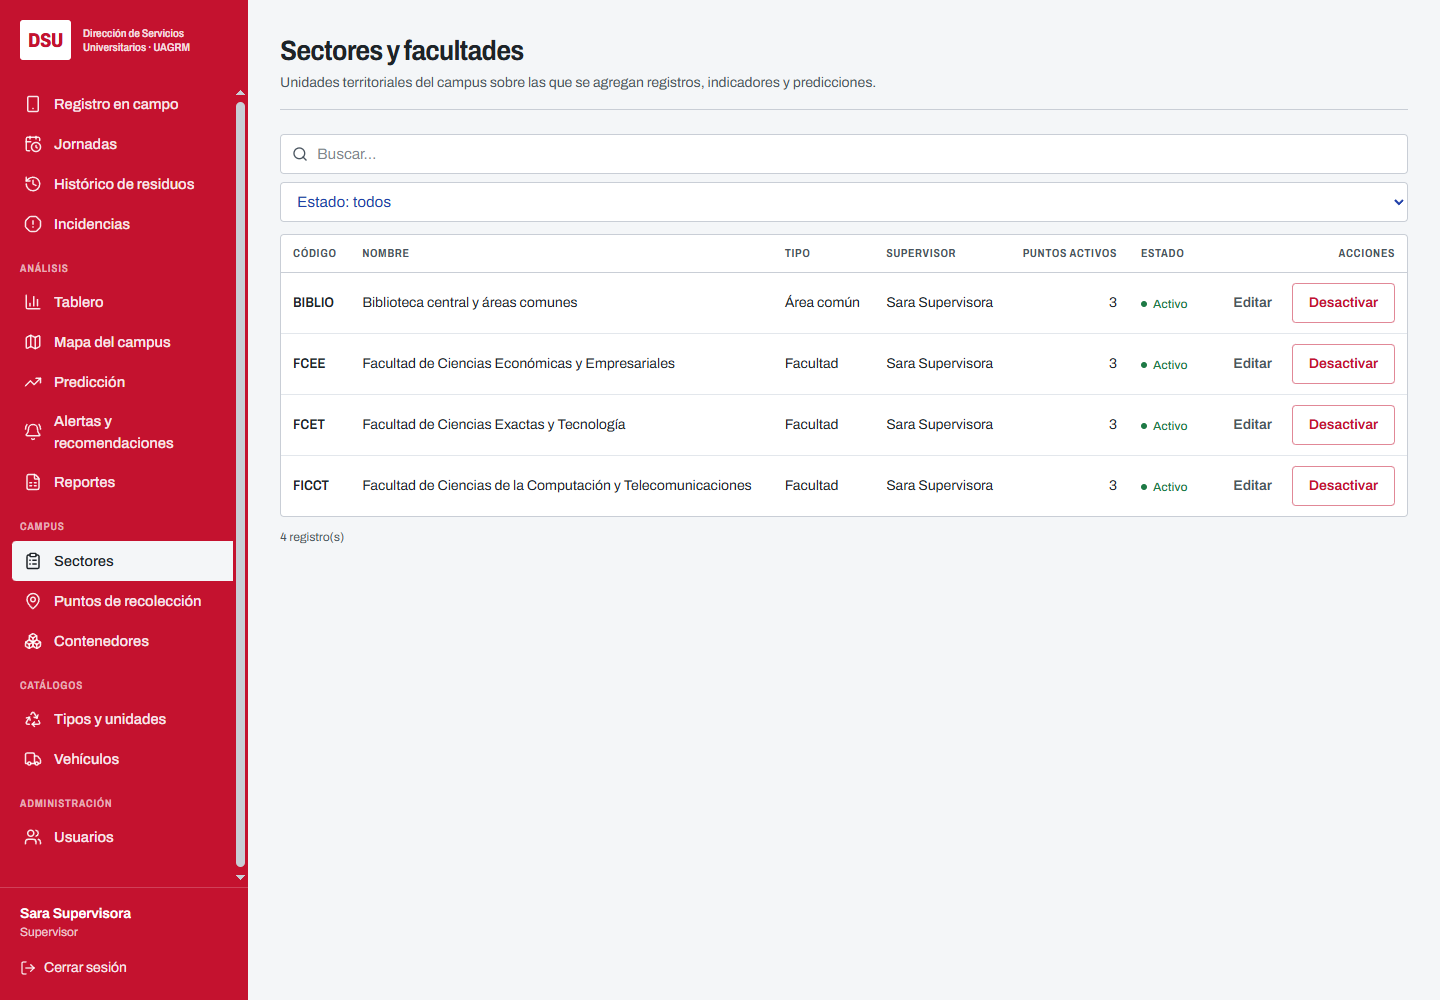 DSU
Dirección de Servicios
Universitarios · UAGRM
Registro en campo
Jornadas
Histórico de residuos
Incidencias
ANÁLISIS
Tablero
Mapa del campus
Predicción
Alertas y
recomendaciones
Reportes
CAMPUS
Sectores
Puntos de recolección
Contenedores
CATÁLOGOS
Tipos y unidades
Vehículos
ADMINISTRACIÓN
Usuarios
Sara Supervisora
Supervisor
Cerrar sesión
Sectores y facultades
Unidades territoriales del campus sobre las que se agregan registros, indicadores y predicciones.
Buscar...
Estado: todos
CÓDIGO NOMBRE TIPO SUPERVISOR PUNTOS ACTIVOS ESTADO ACCIONES
BIBLIO Biblioteca central y áreas comunes Área común Sara Supervisora 3 Activo Editar Desactivar
FCEE Facultad de Ciencias Económicas y Empresariales Facultad Sara Supervisora 3 Activo Editar Desactivar
FCET Facultad de Ciencias Exactas y Tecnología Facultad Sara Supervisora 3 Activo Editar Desactivar
FICCT Facultad de Ciencias de la Computación y Telecomunicaciones Facultad Sara Supervisora 3 Activo Editar Desactivar
4 registro(s)